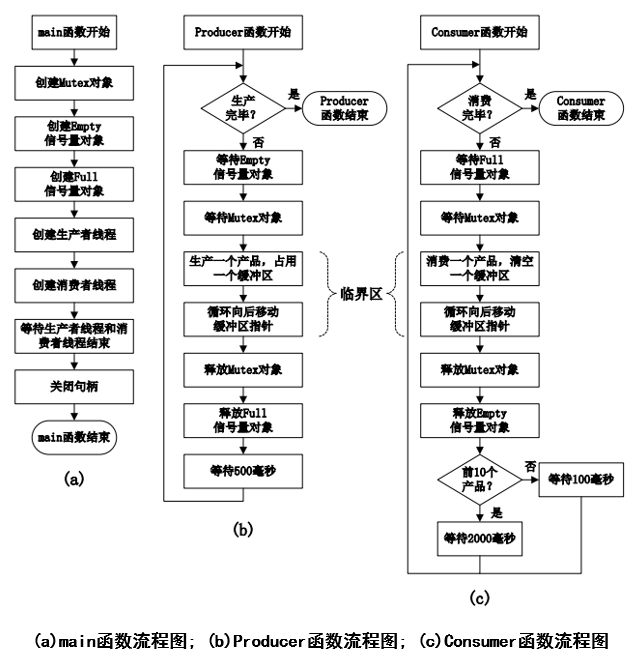 main函数开始
创建Mutex对象
创建Empty
信号量对象
创建Full
信号量对象
创建生产者线程
创建消费者线程
等待生产者线程和消
费者线程结束
关闭句柄
main函数结束
(a)
Producer函数开始
生产
完毕?
是
Producer
函数结束
否
等待Empty
信号量对象
等待Mutex对象
生产一个产品，占用
一个缓冲区
循环向后移动
缓冲区指针
释放Mutex对象
释放Full
信号量对象
等待500毫秒
(b)
临界区
Consumer函数开始
消费
完毕?
是
Consumer
函数结束
否
等待Full
信号量对象
等待Mutex对象
消费一个产品，清空
一个缓冲区
循环向后移动
缓冲区指针
释放Mutex对象
释放Empty
信号量对象
前10个
产品?
否
等待100毫秒
是
等待2000毫秒
(c)
(a)main函数流程图; (b)Producer函数流程图; (c)Consumer函数流程图